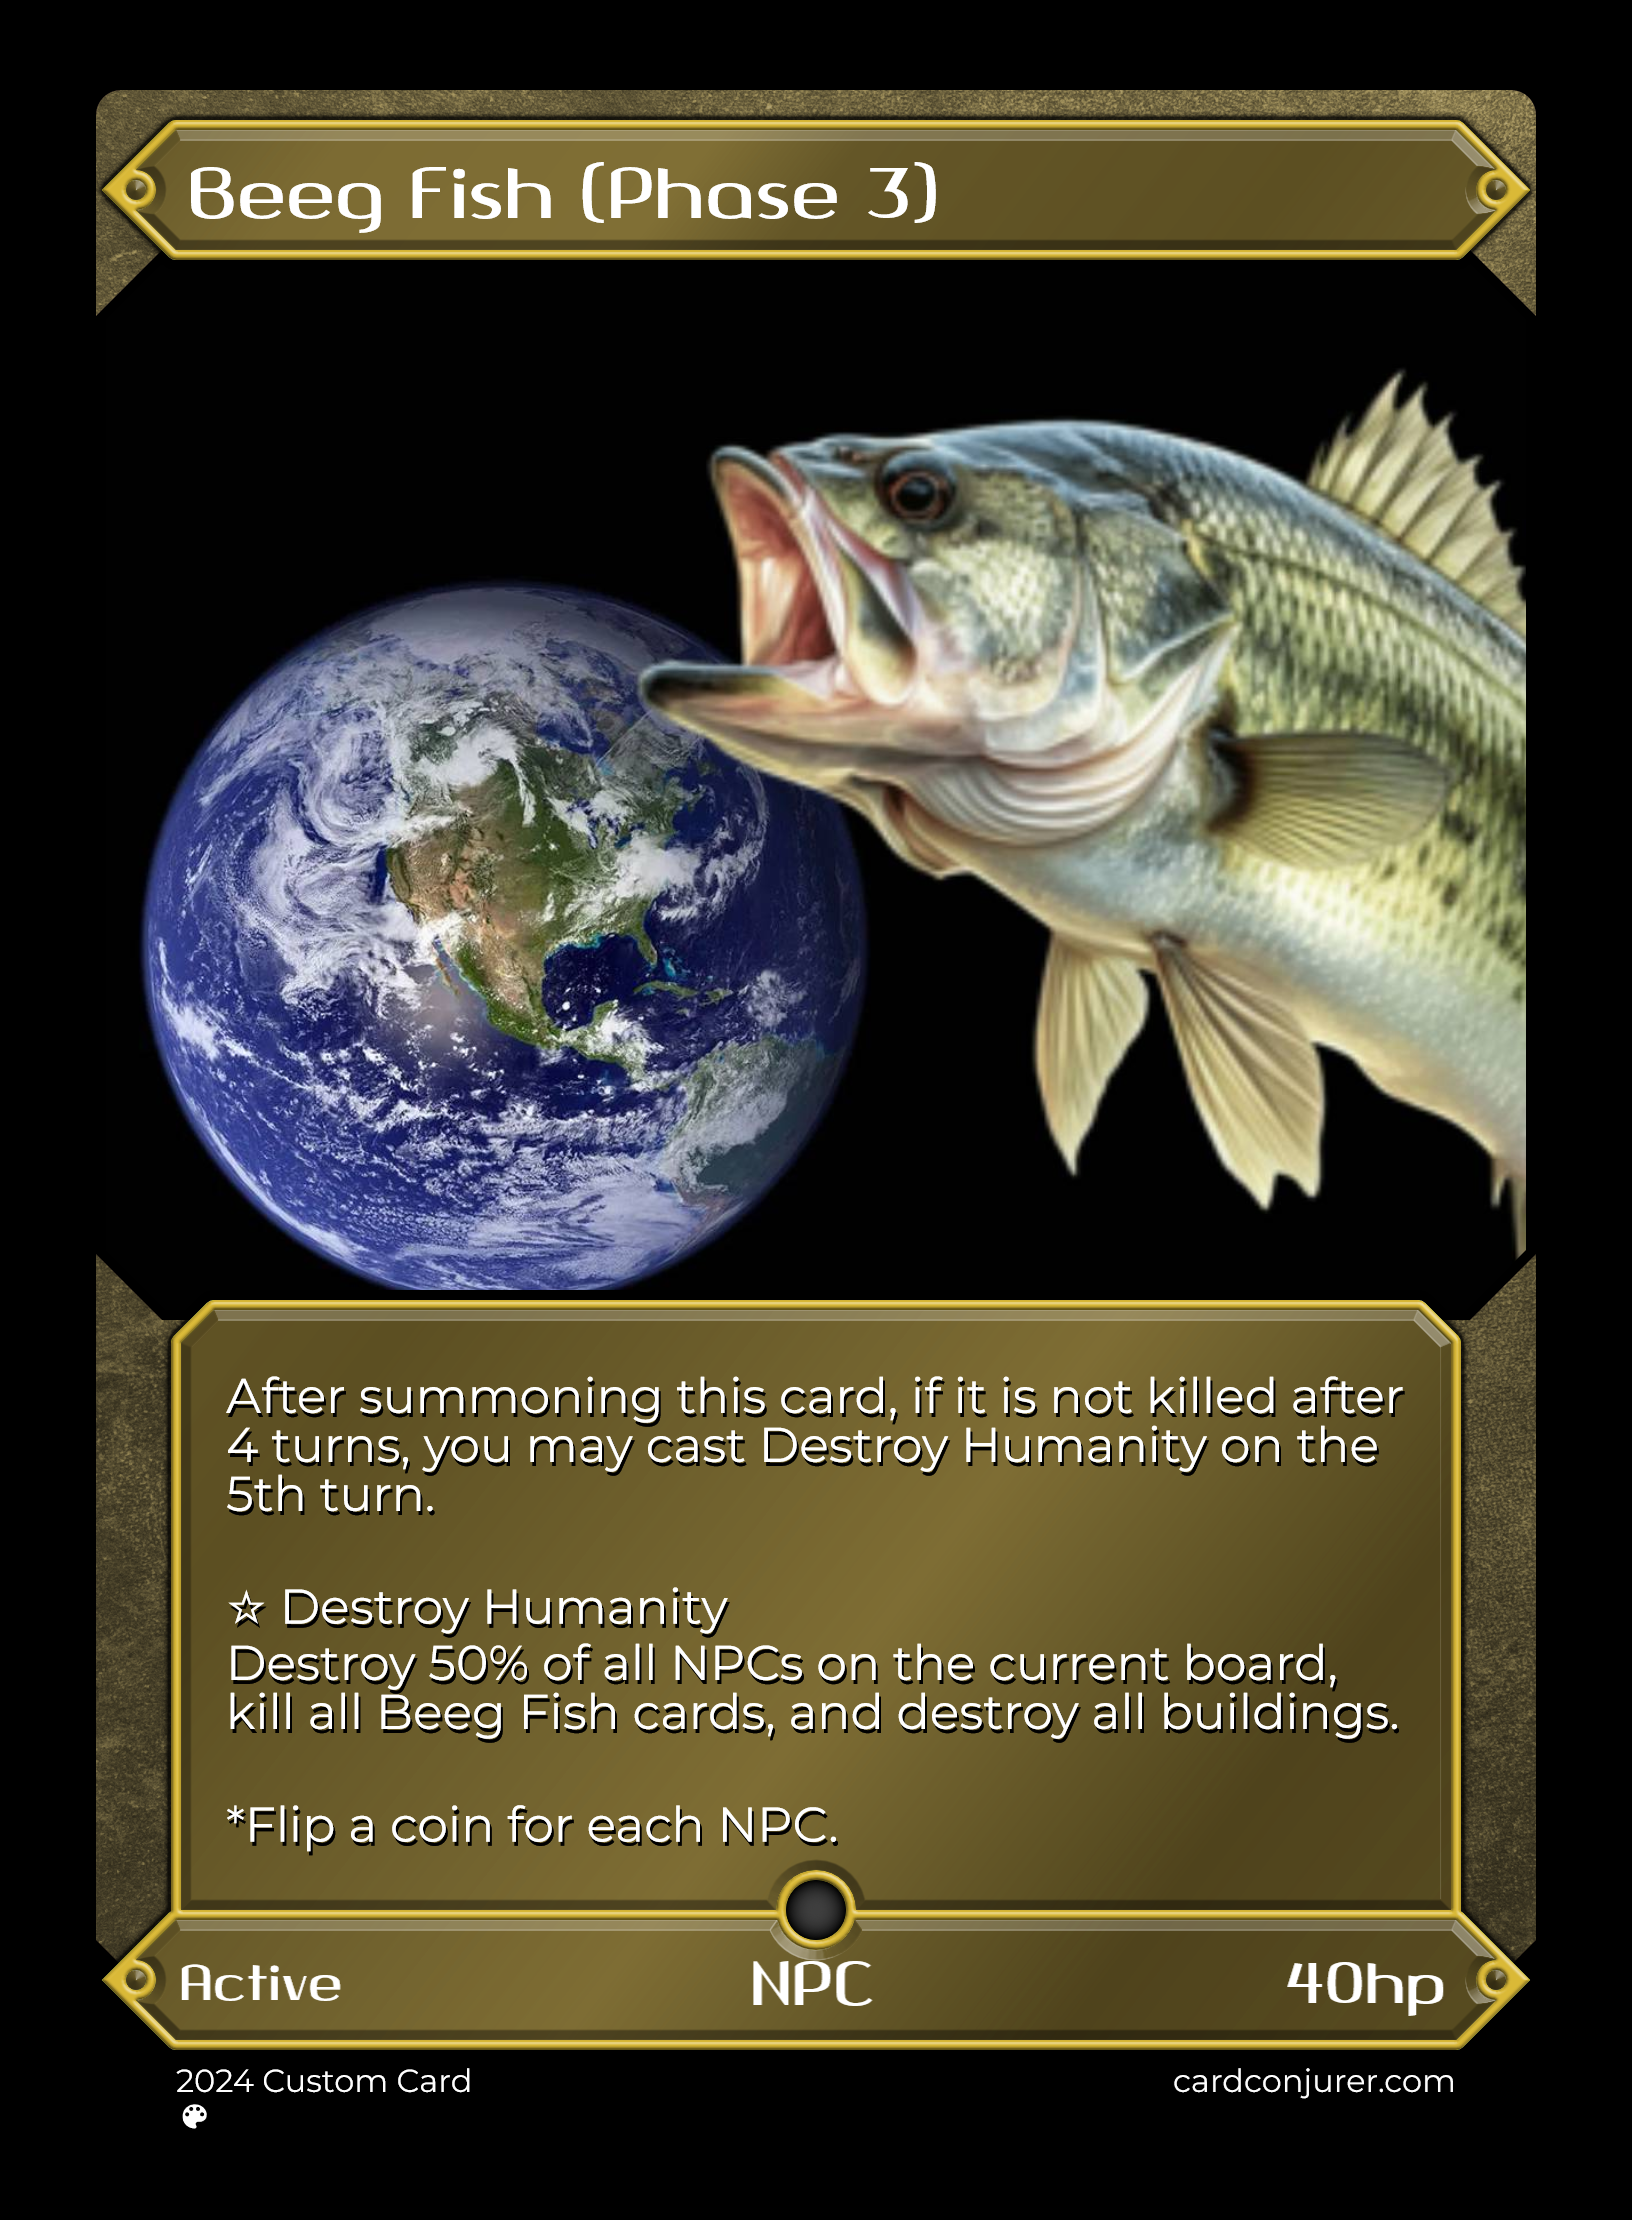 Beeg Fish (Phase 3)
After summoning this card, if it is not killed after
4 turns, you may cast Destroy Humanity on the
5th turn.
☆ Destroy Humanity
Destroy 50% of all NPCs on the current board,
kill all Beeg Fish cards, and destroy all buildings.
*Flip a coin for each NPC.
Active
NPC
40hp
2024 Custom Card
cardconjurer.com